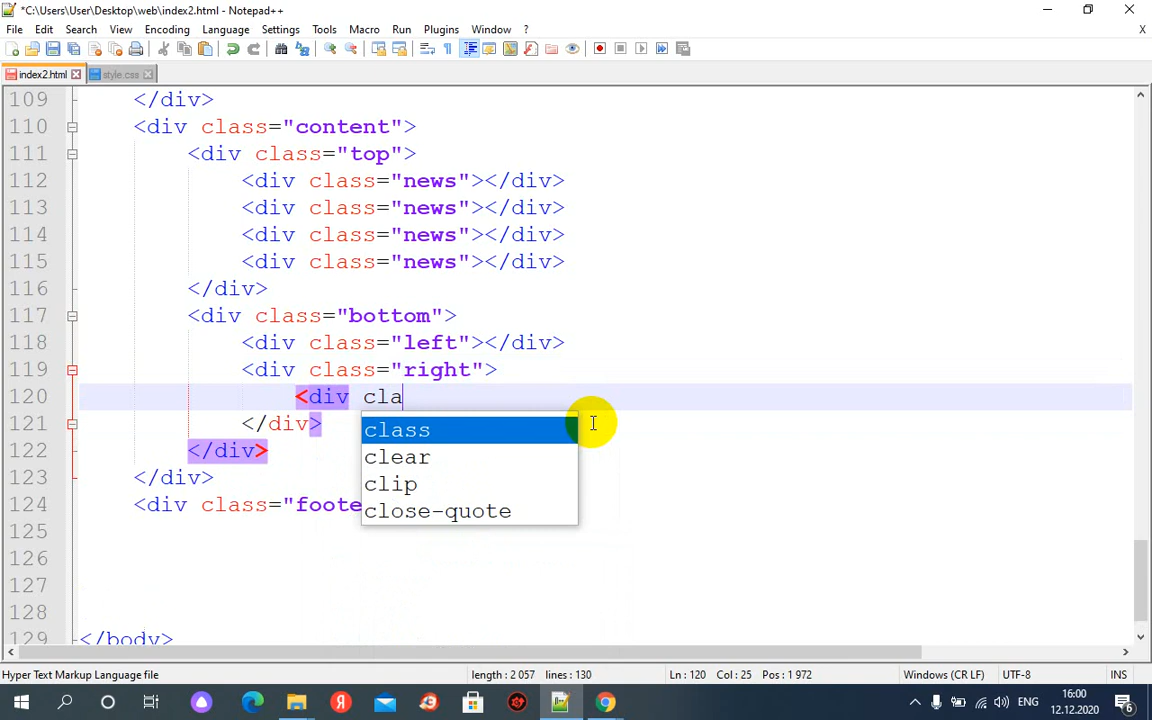 *C:\Users\User\Desktop\web\index2.html - Notepad++
File Edit Search View Encoding Language Settings Tools Macro Run Plugins Window ? X
index2.html style.css
109 </div>
110 <div class="content">
111 <div class="top">
112 <div class="news"></div>
113 <div class="news"></div>
114 <div class="news"></div>
115 <div class="news"></div>
116 </div>
117 <div class="bottom">
118 <div class="left"></div>
119 <div class="right">
120 <div cla
class
121 </div>
clear
122 </div>
clip
123 </div>
close-quote
124 <div class="foote
125
126
127
128
129 </body>
Hyper Text Markup Language file length : 2 057 lines : 130 Ln : 120 Col : 25 Pos : 1 972 Windows (CR LF) UTF-8 INS
ENG 16:00
12.12.2020 6